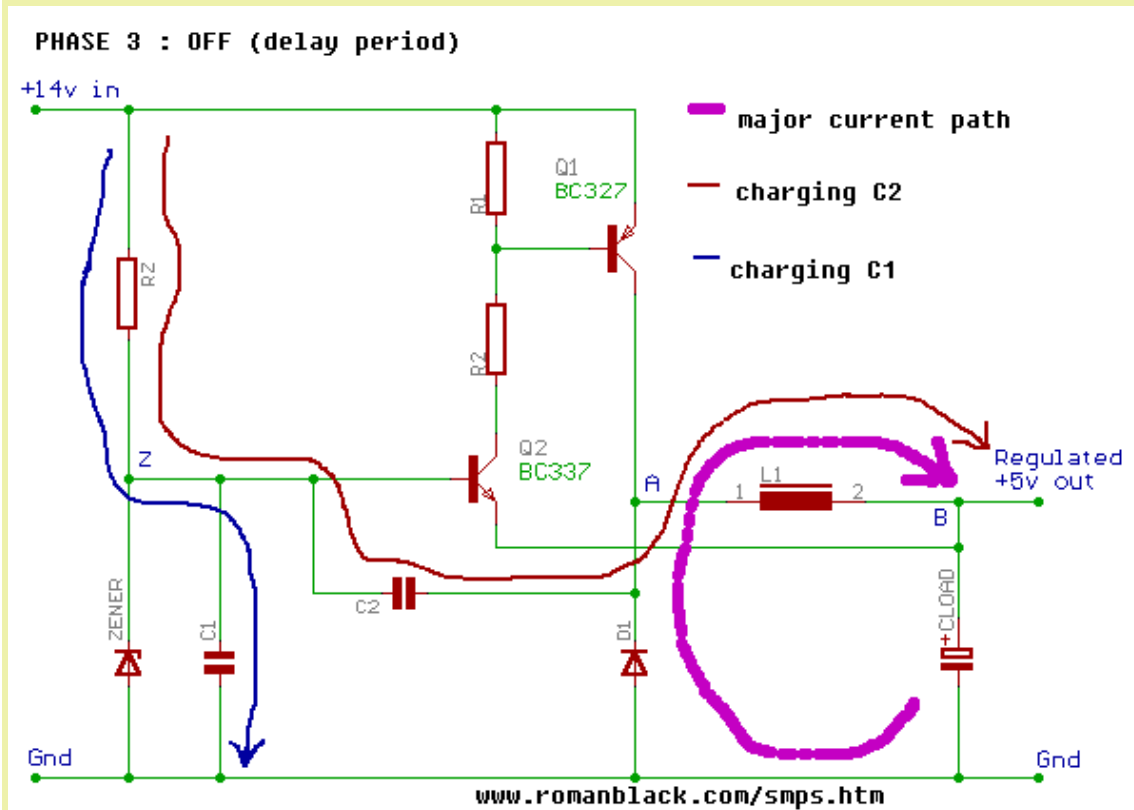 PHASE 3 : OFF (delay period)
+14v in
major current path
Q1
BC327
R1
charging C2
charging C1
RZ
R2
Z
Q2
BC337
A
L1
1
2
Regulated
+5v out
B
C2
ZENER
C1
D1
+CLOAD
Gnd
Gnd
www.romanblack.com/smps.htm